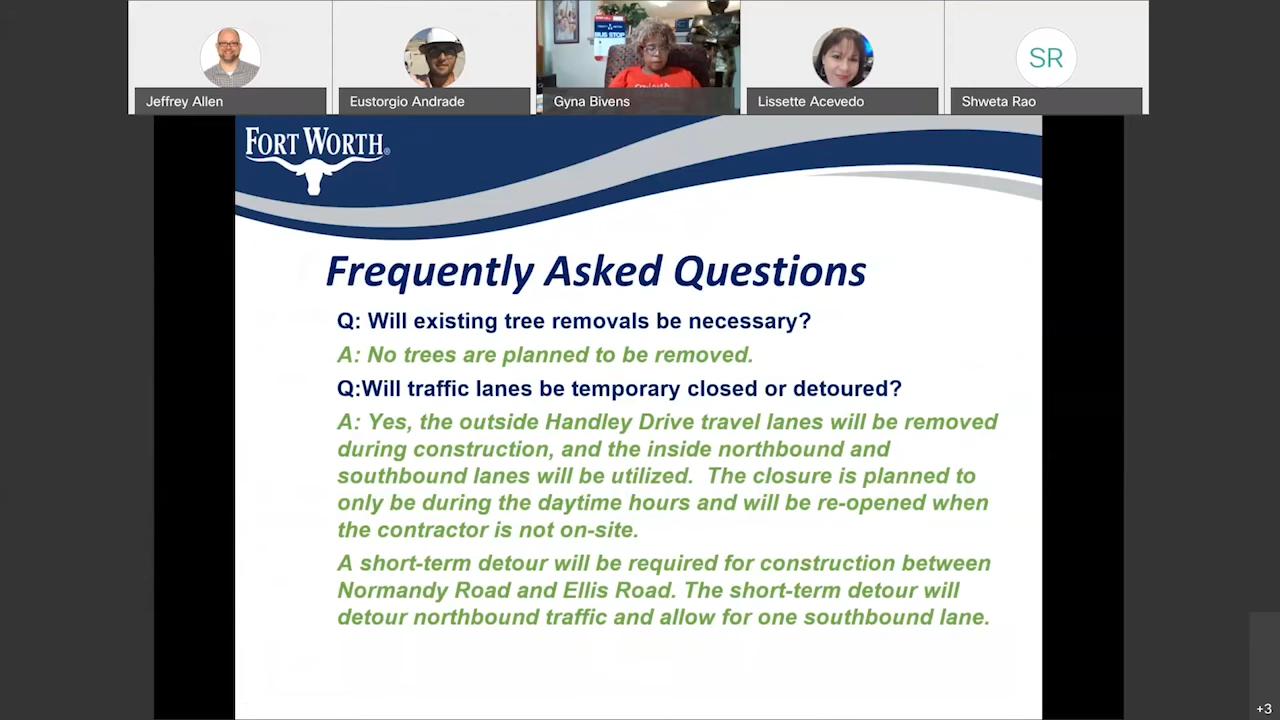 BUS STOP
SR
Jeffrey Allen
Eustorgio Andrade
Gyna Bivens
Lissette Acevedo
Shweta Rao
FORT WORTH®
Frequently Asked Questions
Q: Will existing tree removals be necessary?
A: No trees are planned to be removed.
Q:Will traffic lanes be temporary closed or detoured?
A: Yes, the outside Handley Drive travel lanes will be removed
during construction, and the inside northbound and
southbound lanes will be utilized.  The closure is planned to
only be during the daytime hours and will be re-opened when
the contractor is not on-site.
A short-term detour will be required for construction between
Normandy Road and Ellis Road. The short-term detour will
detour northbound traffic and allow for one southbound lane.
+3